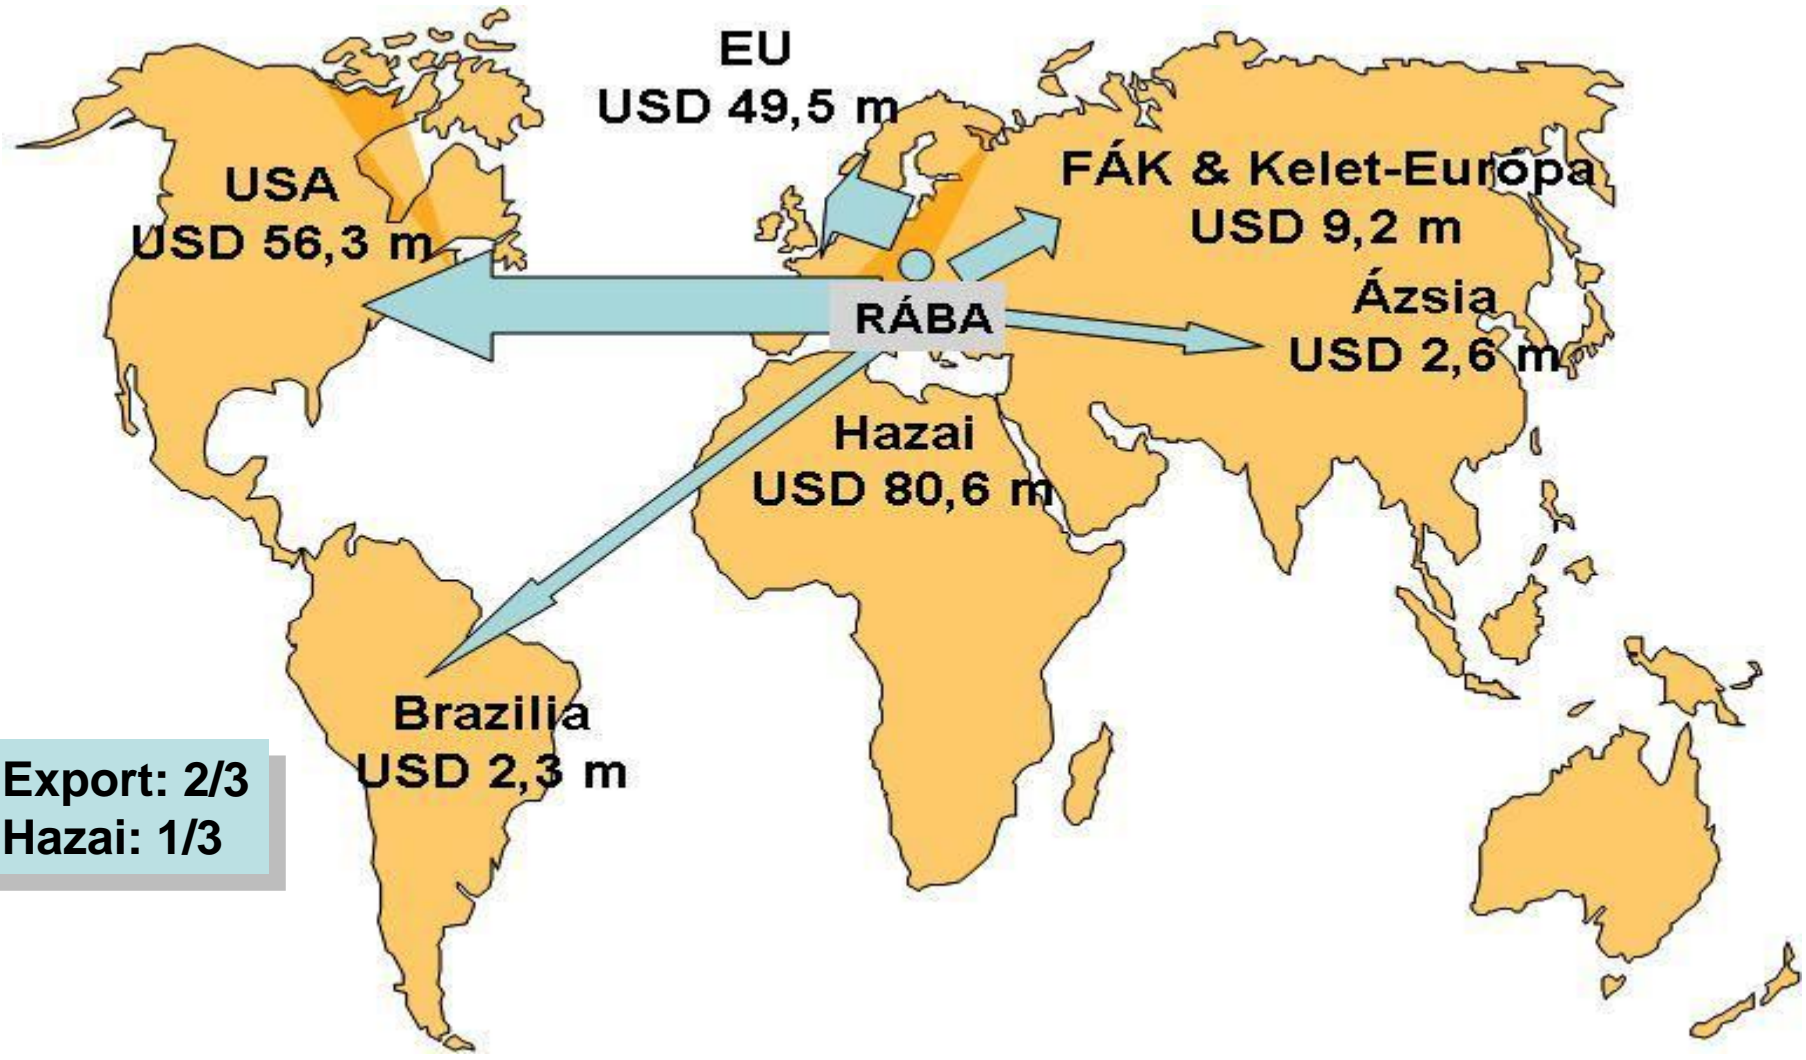 EU
USD 49,5 m
USA
USD 56,3 m
FÁK & Kelet-Európa
USD 9,2 m
Ázsia
USD 2,6 m
RÁBA
Hazai
USD 80,6 m
Brazilia
USD 2,3 m
Export: 2/3
Hazai: 1/3